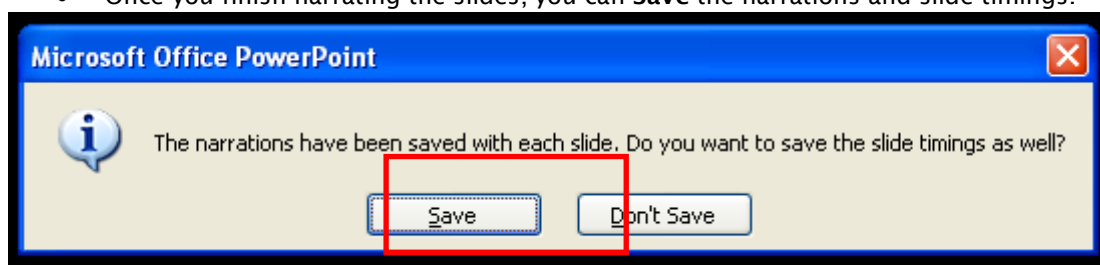 • Once you finish narrating the slides, you can Save the narrations and slide timings.
Microsoft Office PowerPoint
The narrations have been saved with each slide. Do you want to save the slide timings as well?
Save
Don't Save